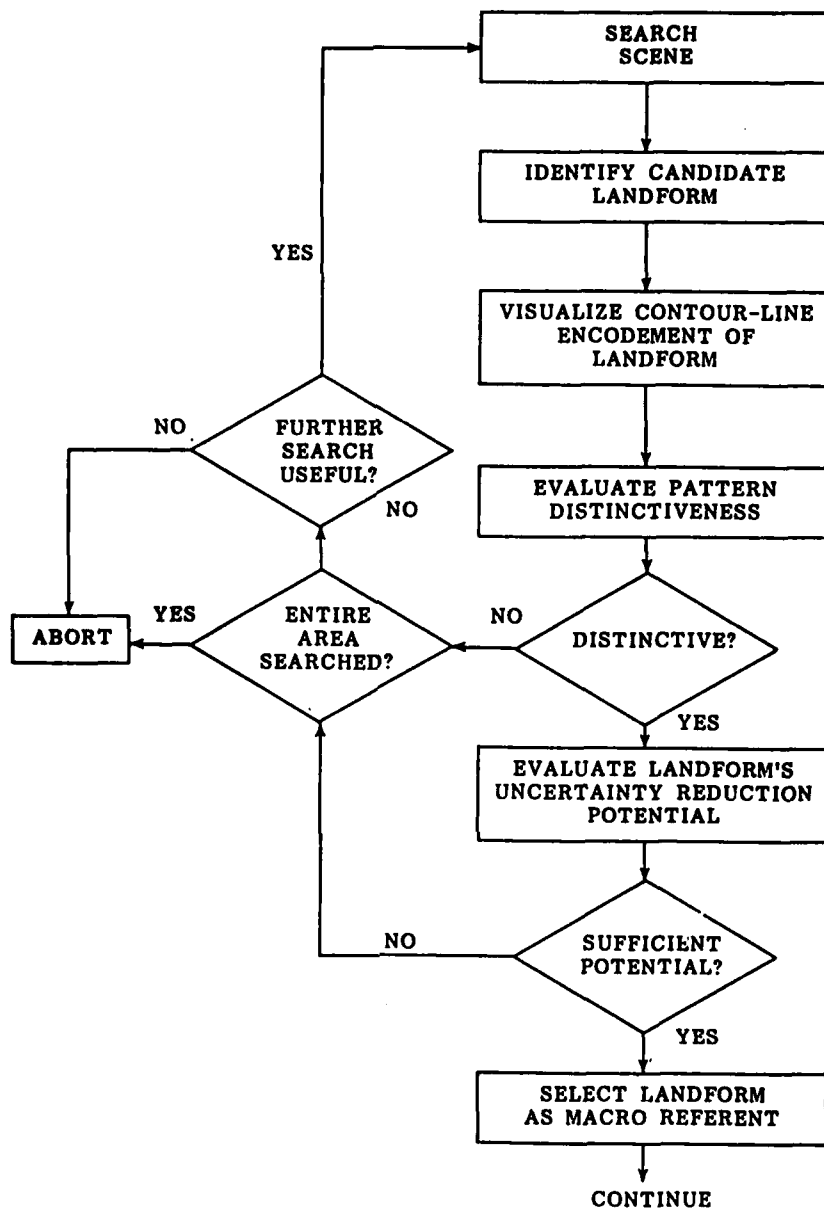 SEARCH
SCENE
IDENTIFY CANDIDATE
LANDFORM
YES
VISUALIZE CONTOUR-LINE
ENCODEMENT OF
LANDFORM
NO
FURTHER
SEARCH
USEFUL?
EVALUATE PATTERN
DISTINCTIVENESS
NO
ABORT
YES
ENTIRE
AREA
SEARCHED?
NO
DISTINCTIVE?
YES
EVALUATE LANDFORM'S
UNCERTAINTY REDUCTION
POTENTIAL
NO
SUFFICIENT
POTENTIAL?
YES
SELECT LANDFORM
AS MACRO REFERENT
CONTINUE